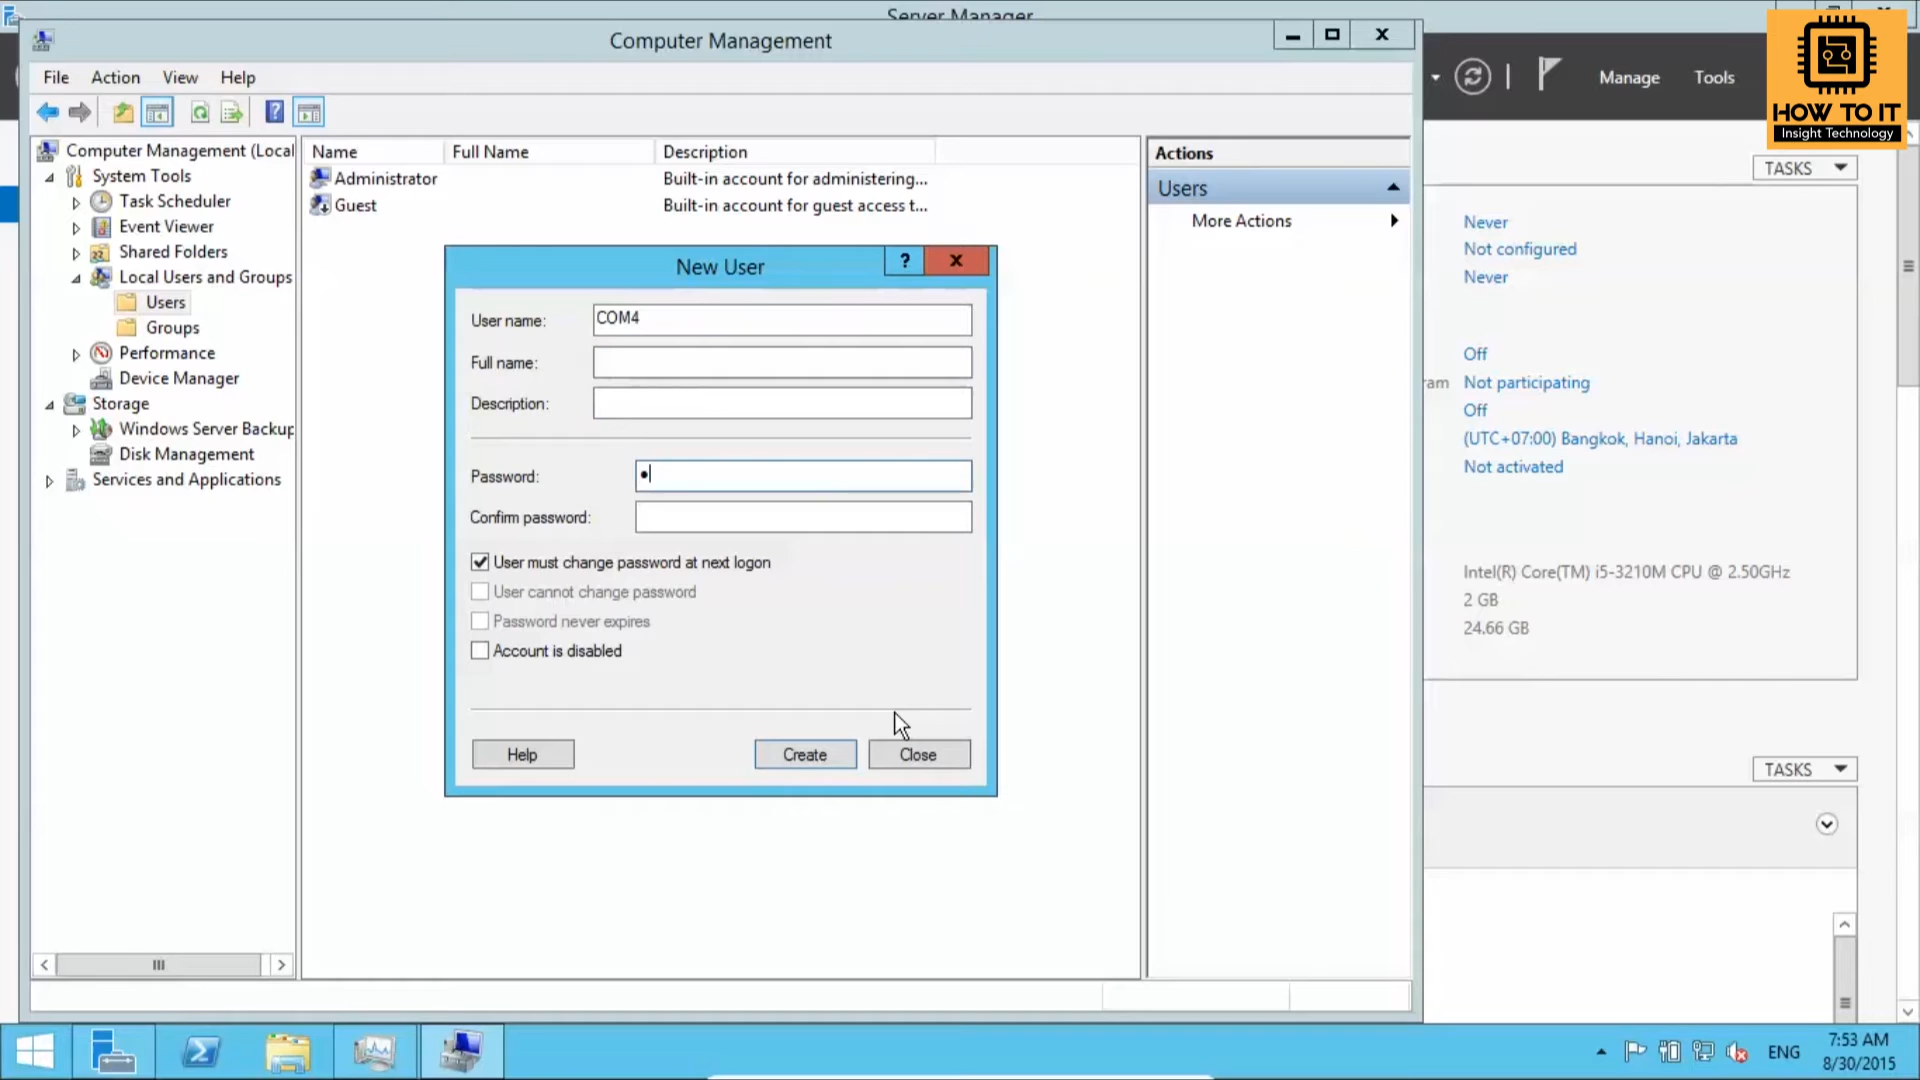 Server Manager
Computer Management
File Action View Help
Manage Tools
HOW TO IT
Insight Technology
Computer Management (Local
System Tools
Task Scheduler
Event Viewer
Shared Folders
Local Users and Groups
Users
Groups
Performance
Device Manager
Storage
Windows Server Backup
Disk Management
Services and Applications
Name Full Name Description
Administrator Built-in account for administering...
Guest Built-in account for guest access t...
Actions
Users
More Actions
New User
?
User name: COM4
Full name:
Description:
Password:
Confirm password:
User must change password at next logon
User cannot change password
Password never expires
Account is disabled
Help Create Close
TASKS
Never
Not configured
Never
Off
ram Not participating
Off
(UTC+07:00) Bangkok, Hanoi, Jakarta
Not activated
Intel(R) Core(TM) i5-3210M CPU @ 2.50GHz
2 GB
24.66 GB
TASKS
ENG
7:53 AM
8/30/2015